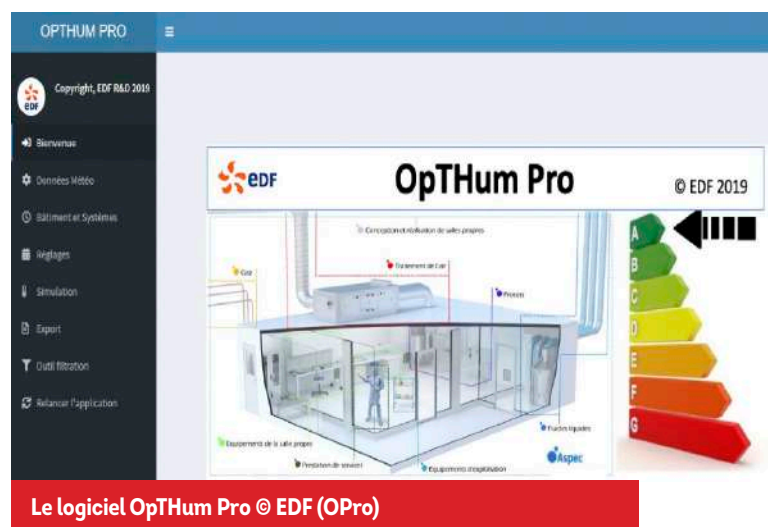 OPTHUM PRO
Copyright, EDF R&D 2019
eDF
Bienvenue
Données Météo
Bâtiment et Systèmes
Réglages
Simulation
Export
Outil filtration
Relancer l'application
eDF
OpTHum Pro
© EDF 2019
Conception et réalisation de salles propres
Traitement de l'air
Gaz
Process
Equipements de la salle propre
Prestation de services
Equipements d'exploitation
Fluides liquides
Aspec
A
B
C
D
E
F
G
Le logiciel OpTHum Pro © EDF (OPro)